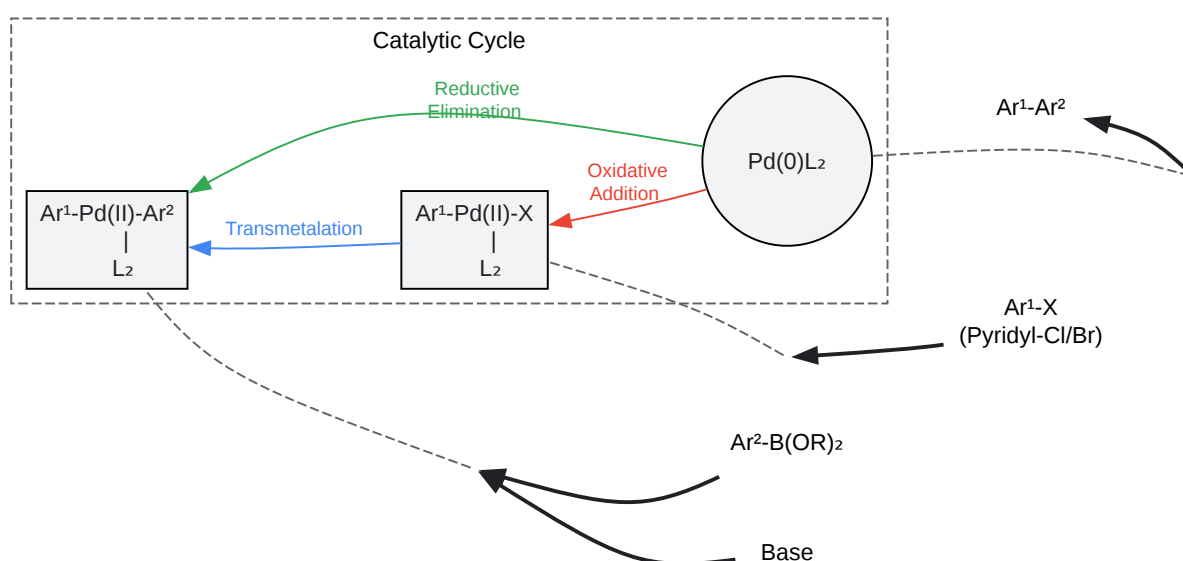 Catalytic Cycle
Reductive
Elimination
Ar¹-Ar²
Pd(0)L₂
Oxidative
Addition
Ar¹-Pd(II)-Ar²
|
L₂
Transmetalation
Ar¹-Pd(II)-X
|
L₂
Ar¹-X
(Pyridyl-Cl/Br)
Ar²-B(OR)₂
Base